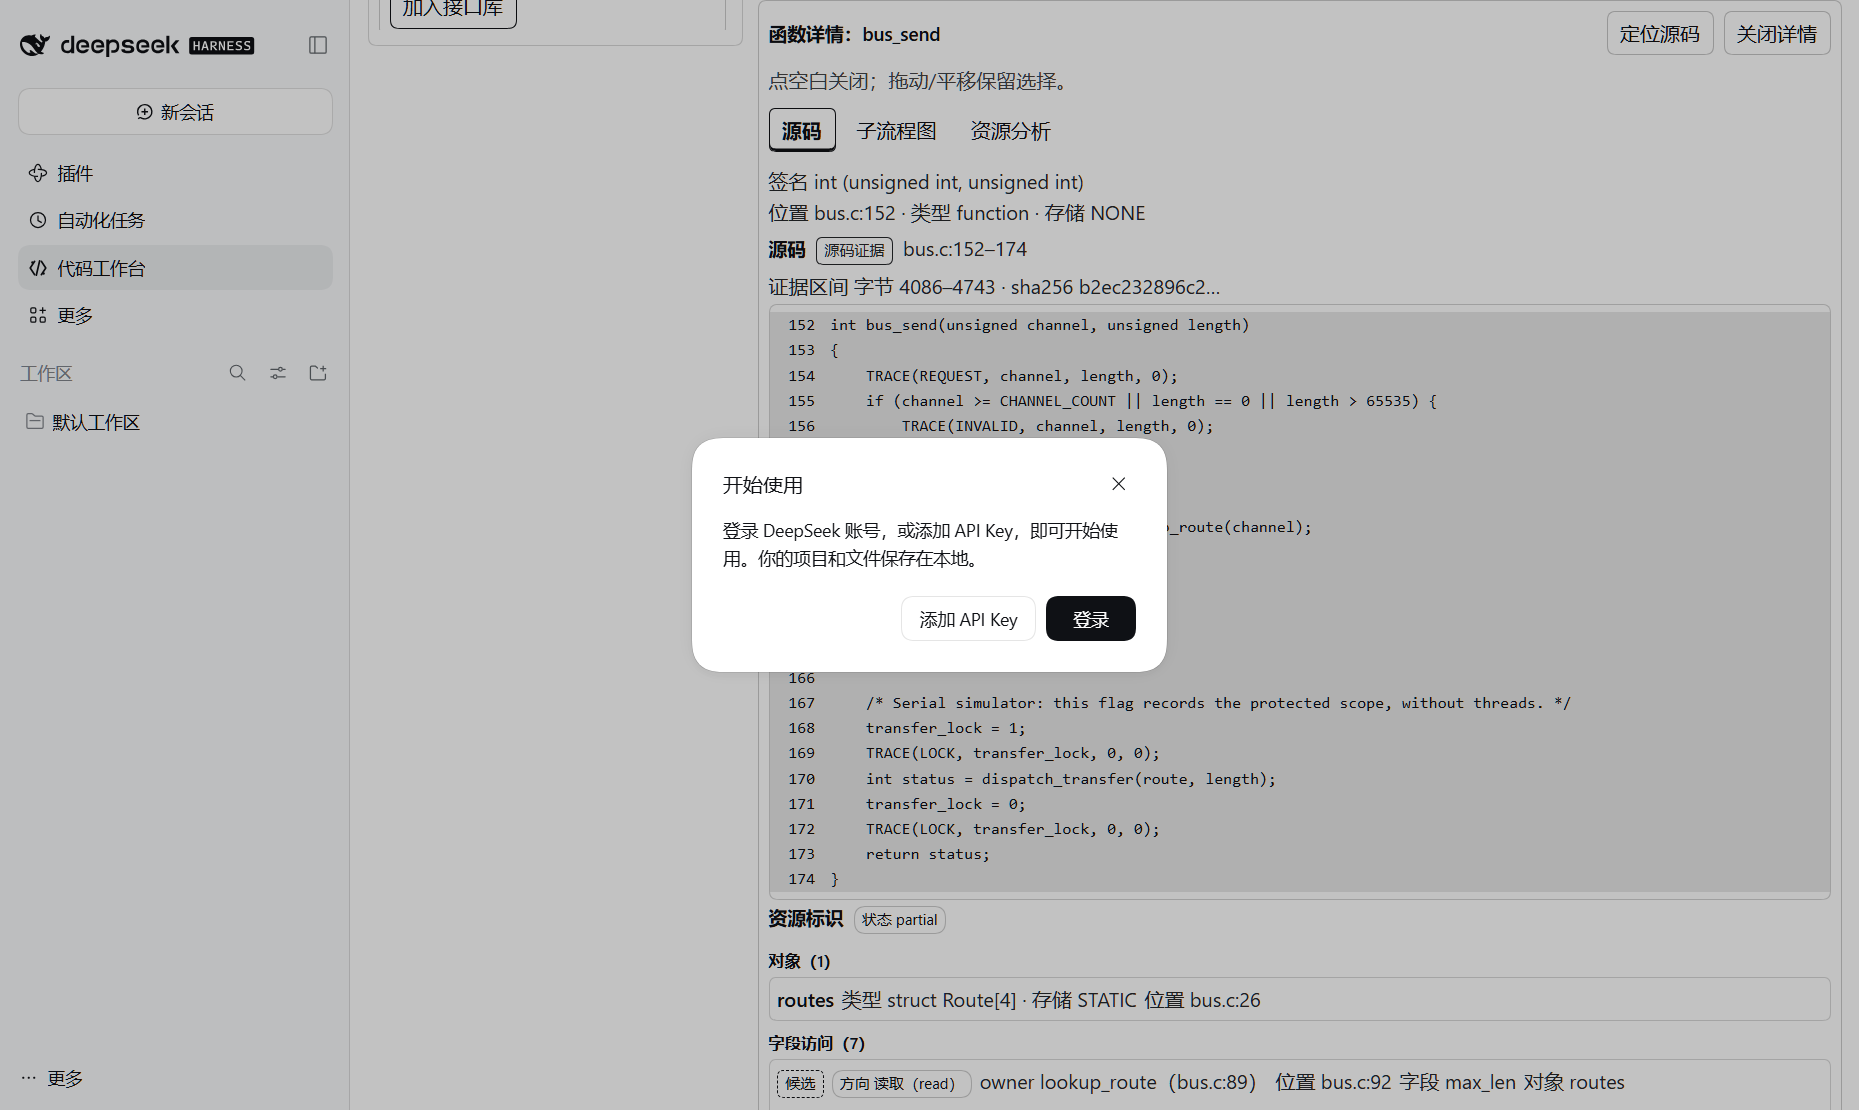 deepseek HARNESS
新会话
插件
自动化任务
代码工作台
更多
工作区
默认工作区
更多
加入接口库
函数详情：bus_send
定位源码
关闭详情
点空白关闭；拖动/平移保留选择。
源码 子流程图 资源分析
签名 int (unsigned int, unsigned int)
位置 bus.c:152 · 类型 function · 存储 NONE
源码 源码证据 bus.c:152–174
证据区间 字节 4086–4743 · sha256 b2ec232896c2…
152 int bus_send(unsigned channel, unsigned length)
153 {
154 TRACE(REQUEST, channel, length, 0);
155 if (channel >= CHANNEL_COUNT || length == 0 || length > 65535) {
156 TRACE(INVALID, channel, length, 0);
_route(channel);
开始使用
登录 DeepSeek 账号，或添加 API Key，即可开始使
用。你的项目和文件保存在本地。
添加 API Key
登录
166
167 /* Serial simulator: this flag records the protected scope, without threads. */
168 transfer_lock = 1;
169 TRACE(LOCK, transfer_lock, 0, 0);
170 int status = dispatch_transfer(route, length);
171 transfer_lock = 0;
172 TRACE(LOCK, transfer_lock, 0, 0);
173 return status;
174 }
资源标识 状态 partial
对象（1）
routes 类型 struct Route[4] · 存储 STATIC 位置 bus.c:26
字段访问（7）
候选 方向 读取（read） owner lookup_route（bus.c:89） 位置 bus.c:92 字段 max_len 对象 routes